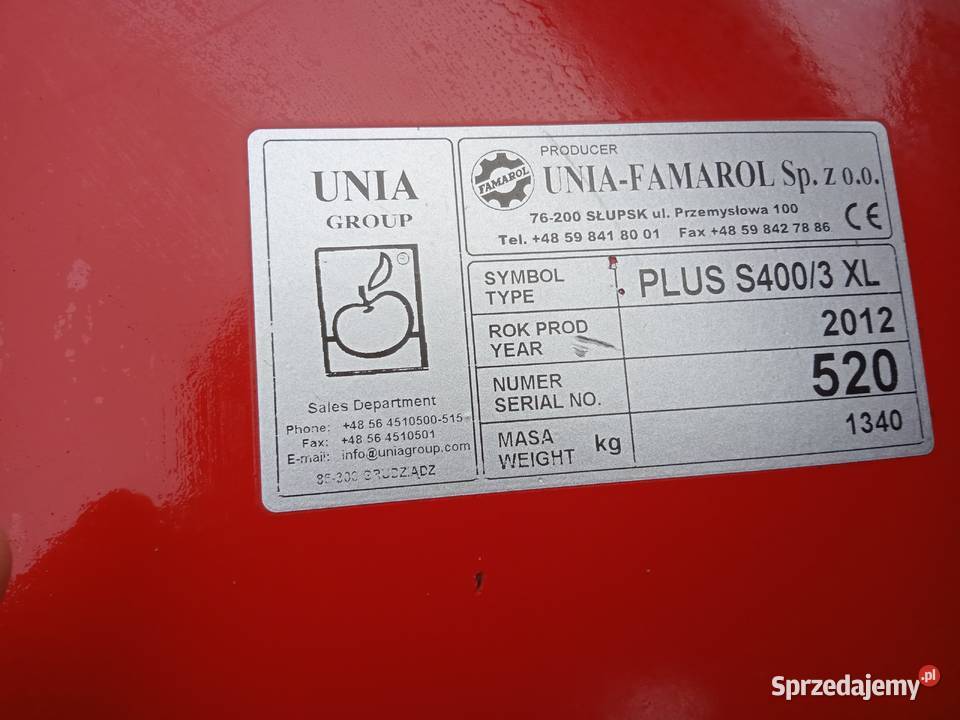 UNIA
GROUP
Sales Department
Phone: +48 56 4510500-515
Fax: +48 56 4510501
E-mail: info@uniagroup.com
GRUDZIĄDZ
PRODUCER
FAMAROL
UNIA-FAMAROL Sp. z o.o.
76-200 SŁUPSK ul. Przemysłowa 100
Tel. +48 59 841 80 01 Fax +48 59 842 78 86
CE
SYMBOL
TYPE
PLUS S400/3 XL
ROK PROD
YEAR
2012
NUMER
SERIAL NO.
520
MASA
WEIGHT
kg
1340
Sprzedajemy.pl